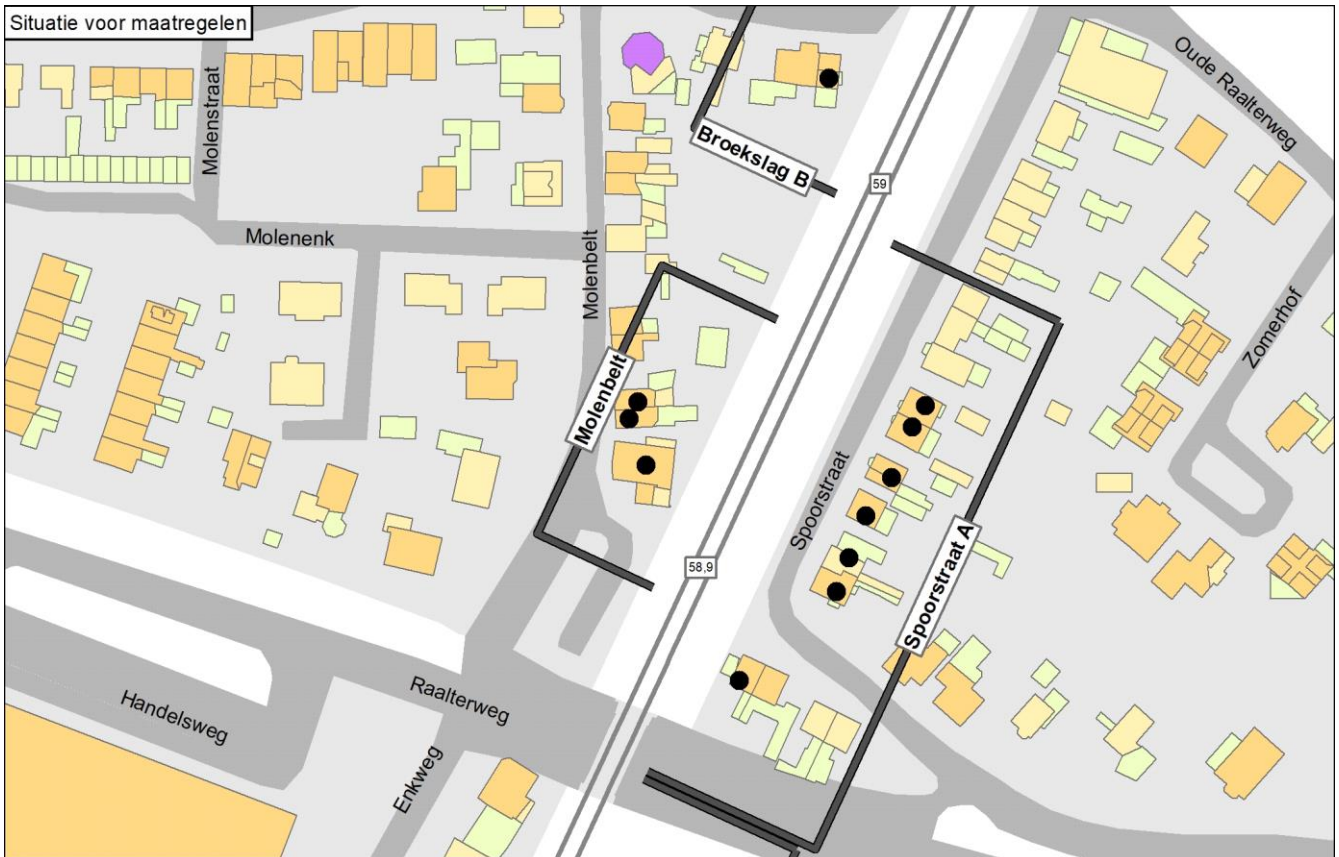 Situatie voor maatregelen
Oude Raalterweg
Molenstraat
Broekslag B
59
Molenenk
Molenbelt
Zomerhof
Molenbelt
Spoorstraat
58,9
Spoorstraat A
Raalterweg
Handelsweg
Enkweg